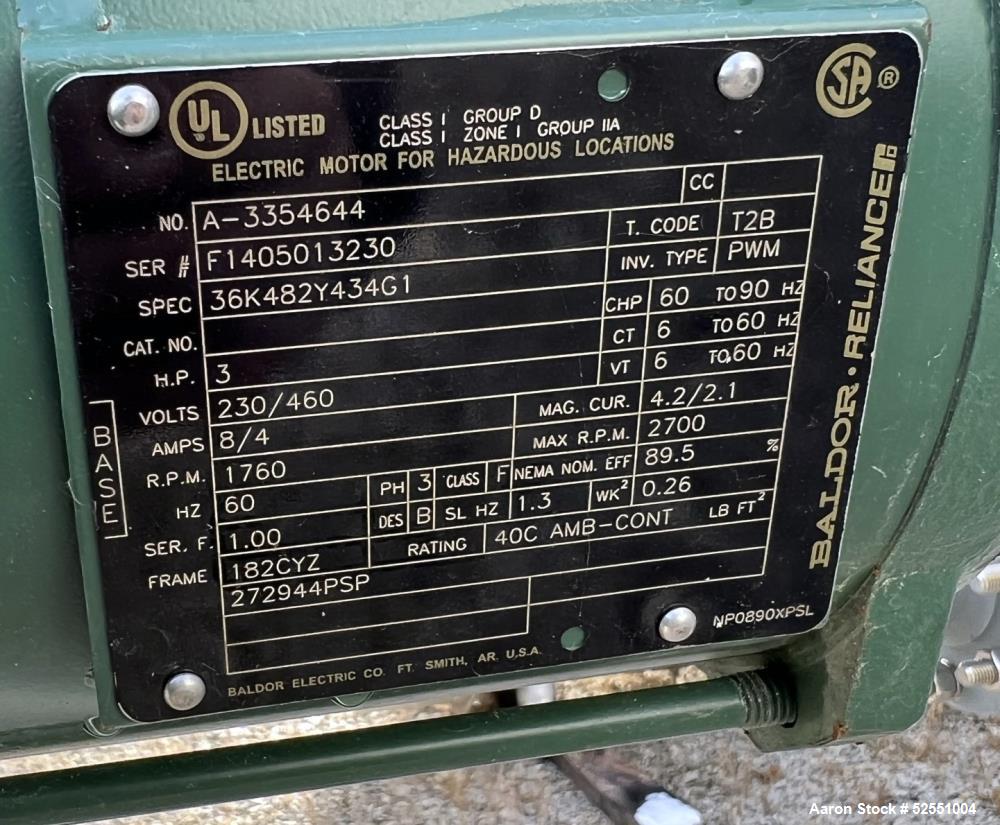 UL LISTED
CLASS I GROUP D
CLASS I ZONE I GROUP IIA
ELECTRIC MOTOR FOR HAZARDOUS LOCATIONS
SA ®
CC
NO. A-3354644
SER # F1405013230 T. CODE T2B
SPEC 36K482Y434G1 INV. TYPE PWM
CAT. NO. CHP 60 TO 90 HZ
H.P. 3 CT 6 TO 60 HZ
VT 6 TO 60 HZ
VOLTS 230/460 MAG. CUR. 4.2/2.1
AMPS 8/4 MAX R.P.M. 2700
R.P.M. 1760 PH 3 CLASS F NEMA NOM. EFF 89.5 %
HZ 60 DES B SL HZ 1.3 WK² 0.26 LB FT²
SER. F. 1.00 RATING 40C AMB-CONT
FRAME 182CYZ
272944PSP
BASE
BALDOR · RELIANCE
NP0890XPSL
BALDOR ELECTRIC CO. FT. SMITH, AR. U.S.A.
Aaron Stock # 52551004